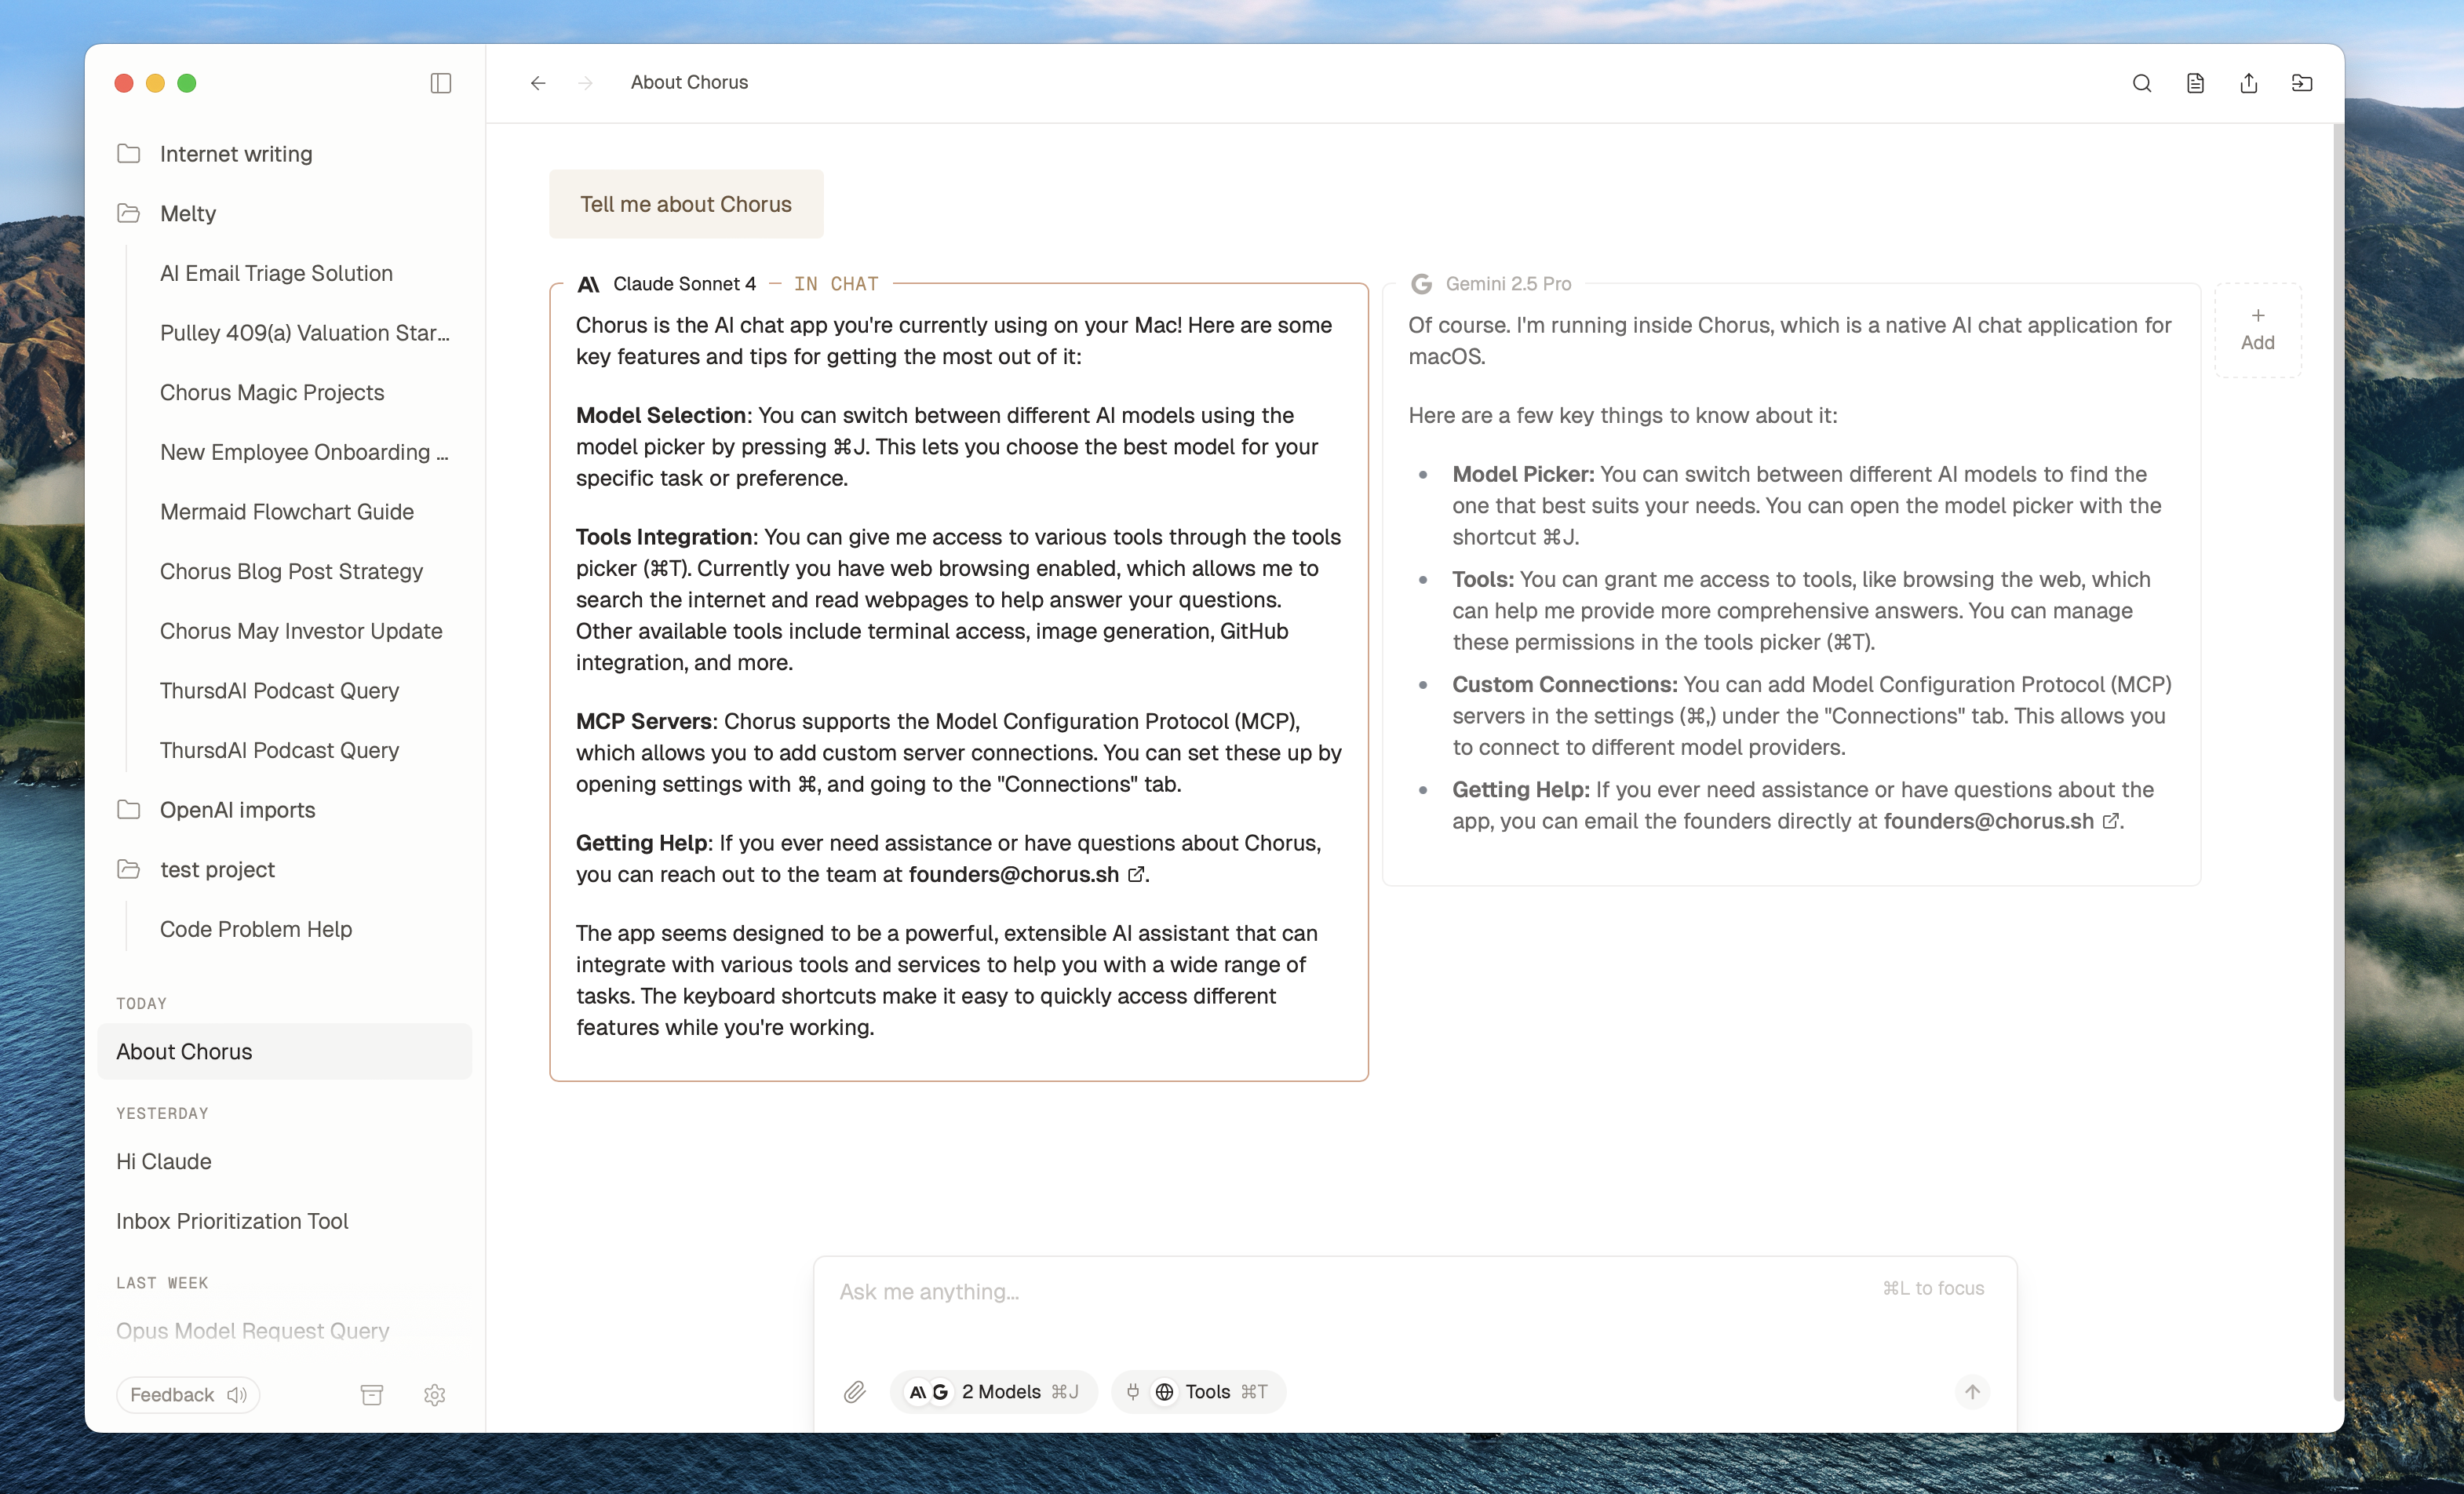 About Chorus
Internet writing
Melty
AI Email Triage Solution
Pulley 409(a) Valuation Star...
Chorus Magic Projects
New Employee Onboarding ...
Mermaid Flowchart Guide
Chorus Blog Post Strategy
Chorus May Investor Update
ThursdAI Podcast Query
ThursdAI Podcast Query
OpenAI imports
test project
Code Problem Help
TODAY
About Chorus
YESTERDAY
Hi Claude
Inbox Prioritization Tool
LAST WEEK
Opus Model Request Query
Feedback
Tell me about Chorus
Claude Sonnet 4 — IN CHAT
Chorus is the AI chat app you're currently using on your Mac! Here are some
key features and tips for getting the most out of it:
Model Selection: You can switch between different AI models using the
model picker by pressing ⌘J. This lets you choose the best model for your
specific task or preference.
Tools Integration: You can give me access to various tools through the tools
picker (⌘T). Currently you have web browsing enabled, which allows me to
search the internet and read webpages to help answer your questions.
Other available tools include terminal access, image generation, GitHub
integration, and more.
MCP Servers: Chorus supports the Model Configuration Protocol (MCP),
which allows you to add custom server connections. You can set these up by
opening settings with ⌘, and going to the "Connections" tab.
Getting Help: If you ever need assistance or have questions about Chorus,
you can reach out to the team at founders@chorus.sh.
The app seems designed to be a powerful, extensible AI assistant that can
integrate with various tools and services to help you with a wide range of
tasks. The keyboard shortcuts make it easy to quickly access different
features while you're working.
Gemini 2.5 Pro
Of course. I'm running inside Chorus, which is a native AI chat application for
macOS.
Here are a few key things to know about it:
• Model Picker: You can switch between different AI models to find the
one that best suits your needs. You can open the model picker with the
shortcut ⌘J.
• Tools: You can grant me access to tools, like browsing the web, which
can help me provide more comprehensive answers. You can manage
these permissions in the tools picker (⌘T).
• Custom Connections: You can add Model Configuration Protocol (MCP)
servers in the settings (⌘,) under the "Connections" tab. This allows you
to connect to different model providers.
• Getting Help: If you ever need assistance or have questions about the
app, you can email the founders directly at founders@chorus.sh.
+
Add
Ask me anything...
⌘L to focus
2 Models ⌘J
Tools ⌘T